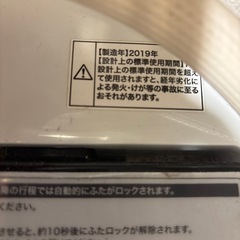 【製造年】2019年
【設計上の標準使用期間】
設計上の標準使用期間を超え
て使用されますと、経年劣化に
よる発火・けが等の事故に至る
おそれがあります。
の行程では自動的にふたがロックされます。
ください。
させると、約10秒後にふたロックが解除されます。